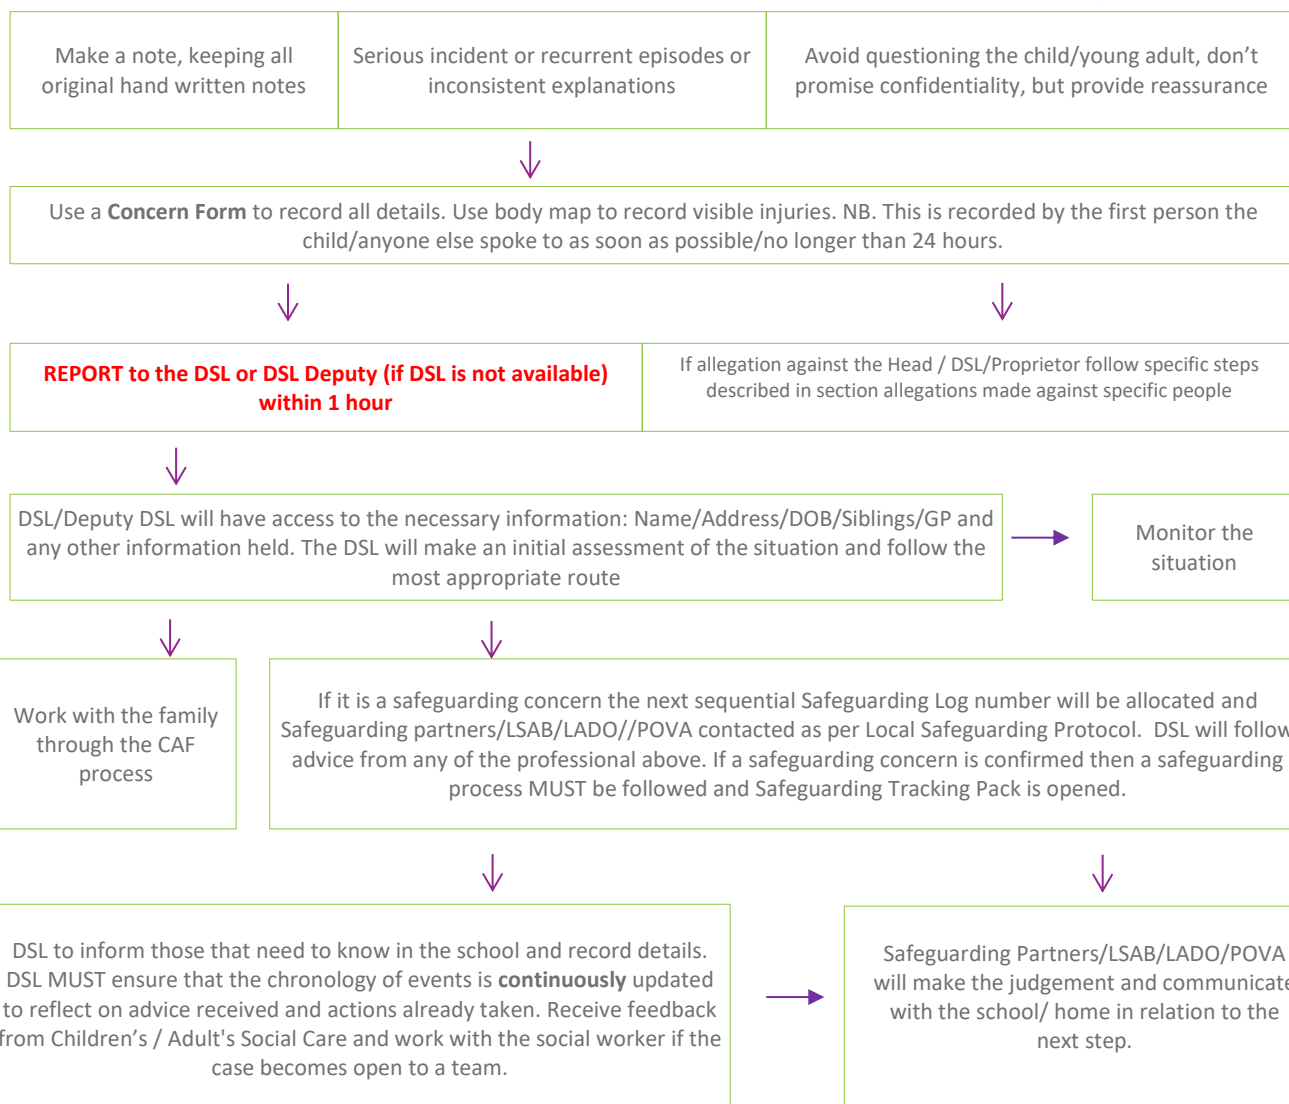 Make a note, keeping all
original hand written notes
Serious incident or recurrent episodes or
inconsistent explanations
Avoid questioning the child/young adult, don’t
promise confidentiality, but provide reassurance
Use a Concern Form to record all details. Use body map to record visible injuries. NB. This is recorded by the first person the
child/anyone else spoke to as soon as possible/no longer than 24 hours.
REPORT to the DSL or DSL Deputy (if DSL is not available)
within 1 hour
If allegation against the Head / DSL/Proprietor follow specific steps
described in section allegations made against specific people
DSL/Deputy DSL will have access to the necessary information: Name/Address/DOB/Siblings/GP and
any other information held. The DSL will make an initial assessment of the situation and follow the
most appropriate route
Monitor the
situation
Work with the family
through the CAF
process
If it is a safeguarding concern the next sequential Safeguarding Log number will be allocated and
Safeguarding partners/LSAB/LADO//POVA contacted as per Local Safeguarding Protocol.  DSL will follow
advice from any of the professional above. If a safeguarding concern is confirmed then a safeguarding
process MUST be followed and Safeguarding Tracking Pack is opened.
DSL to inform those that need to know in the school and record details.
DSL MUST ensure that the chronology of events is continuously updated
to reflect on advice received and actions already taken. Receive feedback
from Children’s / Adult's Social Care and work with the social worker if the
case becomes open to a team.
Safeguarding Partners/LSAB/LADO/POVA
will make the judgement and communicate
with the school/ home in relation to the
next step.